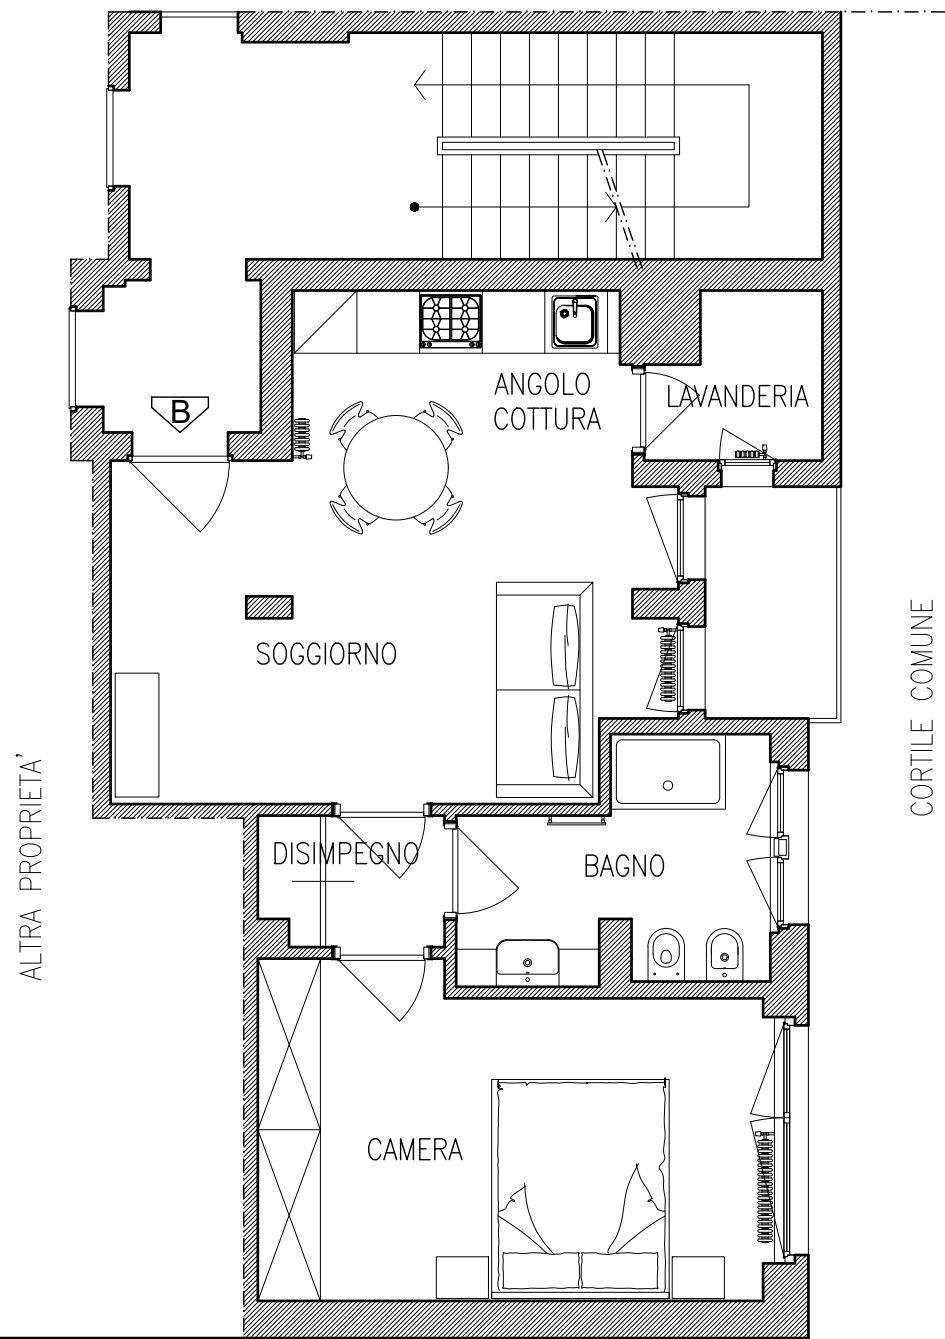 ANGOLO
COTTURA
LAVANDERIA
B
SOGGIORNO
CORTILE COMUNE
ALTRA PROPRIETA'
DISIMPEGNO
BAGNO
CAMERA